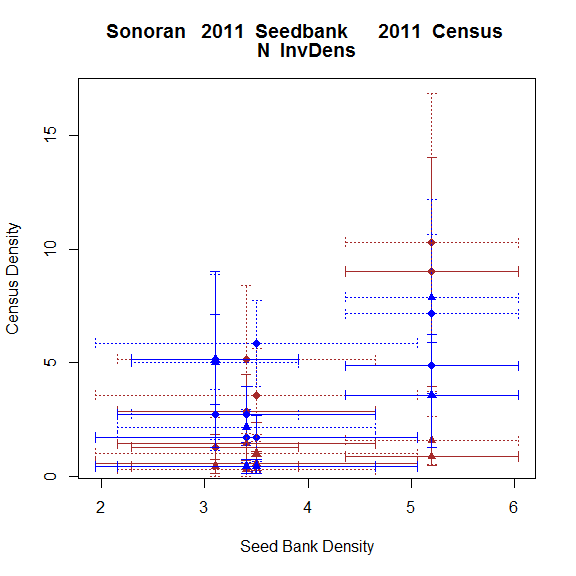 Sonoran 2011 Seedbank 2011 Census
N InvDens
15
10
5
0
Census Density
2 3 4 5 6
Seed Bank Density